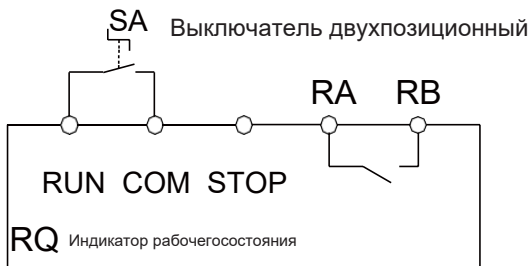 SA Выключатель двухпозиционный
RA RB
RUN COM STOP
RQ Индикатор рабочегосостояния